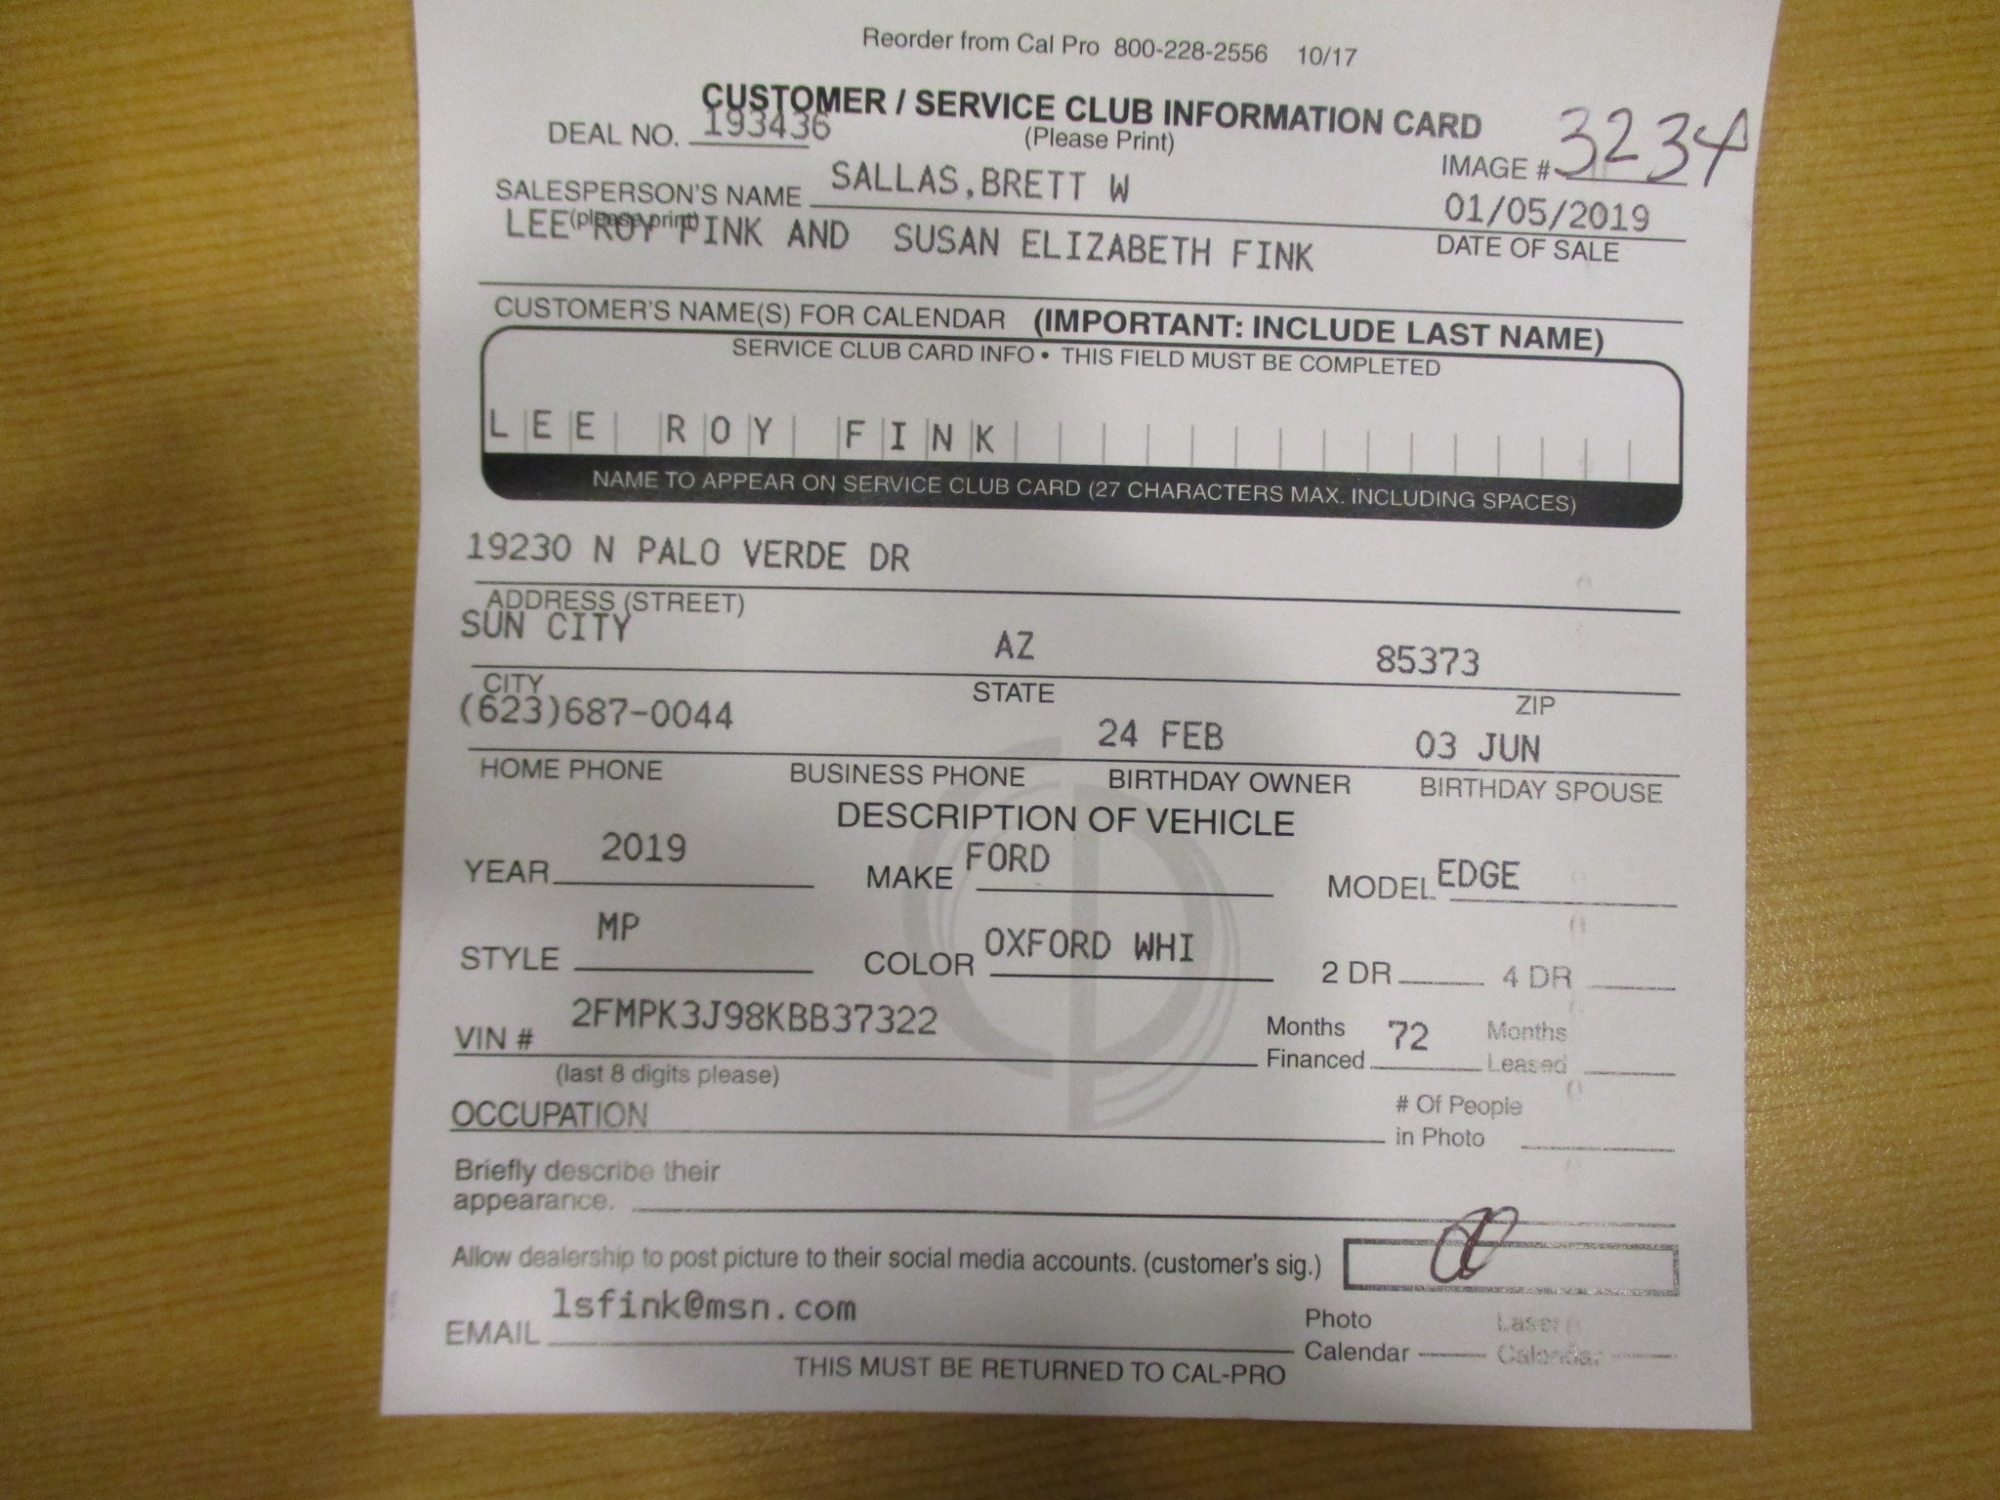 Reorder from Cal Pro 800-228-2556 10/17
CUSTOMER / SERVICE CLUB INFORMATION CARD
DEAL NO. 193436 (Please Print)
IMAGE # 3234
SALESPERSON'S NAME SALLAS,BRETT W
(please print)
01/05/2019
DATE OF SALE
LEE ROY FINK AND SUSAN ELIZABETH FINK
CUSTOMER'S NAME(S) FOR CALENDAR (IMPORTANT: INCLUDE LAST NAME)
SERVICE CLUB CARD INFO • THIS FIELD MUST BE COMPLETED
LEE ROY FINK
NAME TO APPEAR ON SERVICE CLUB CARD (27 CHARACTERS MAX. INCLUDING SPACES)
19230 N PALO VERDE DR
ADDRESS (STREET)
SUN CITY AZ 85373
CITY STATE ZIP
(623)687-0044 24 FEB 03 JUN
HOME PHONE BUSINESS PHONE BIRTHDAY OWNER BIRTHDAY SPOUSE
DESCRIPTION OF VEHICLE
YEAR 2019 MAKE FORD MODEL EDGE
STYLE MP COLOR OXFORD WHI 2 DR 4 DR
VIN # 2FMPK3J98KBB37322 Months Financed 72 Months Leased
(last 8 digits please)
OCCUPATION # Of People in Photo
Briefly describe their
appearance.
Allow dealership to post picture to their social media accounts. (customer's sig.)
EMAIL lsfink@msn.com Photo Calendar Laser Calendar
THIS MUST BE RETURNED TO CAL-PRO